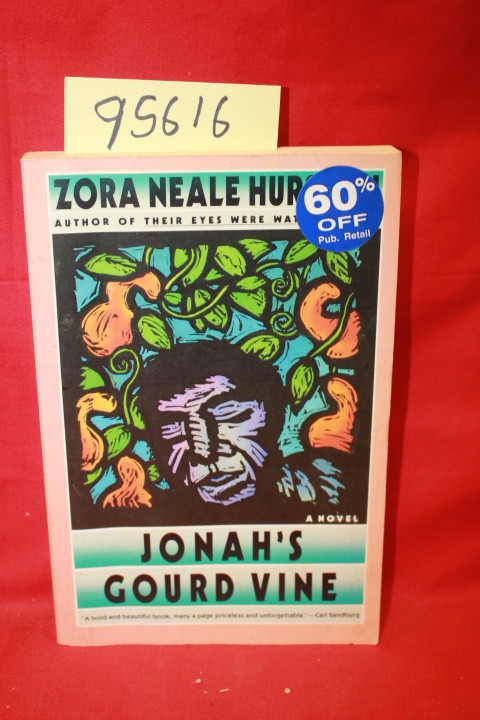 95616
ZORA NEALE HUR
60% OFF
Pub. Retail
AUTHOR OF THEIR EYES WERE WAT
A NOVEL
JONAH'S
GOURD VINE
"A bold and beautiful book, many a page priceless and unforgettable."—Carl Sandburg